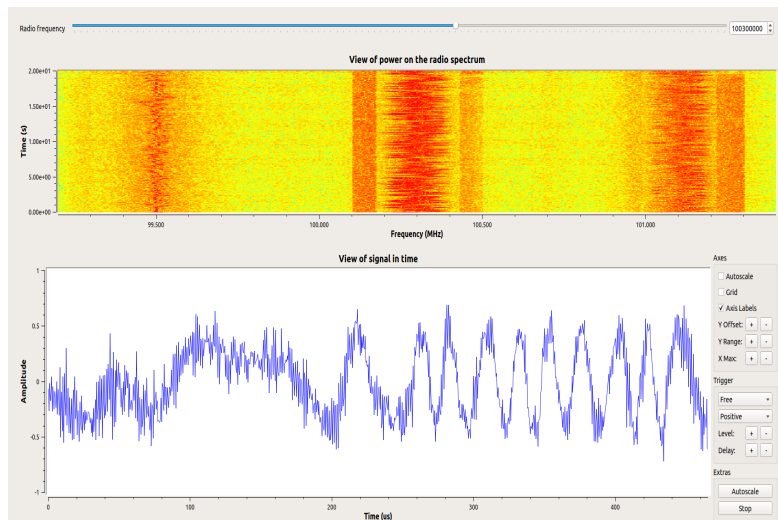 Radio frequency
100300000
View of power on the radio spectrum
Time (s)
2.00e+01
1.50e+01
1.00e+01
5.00e+00
0.00e+00
99.500
100.000
100.500
101.000
Frequency (MHz)
View of signal in time
Amplitude
1
0.5
0
-0.5
-1
0
100
200
300
400
Time (us)
Axes
Autoscale
Grid
Axis Labels
Y Offset: + -
Y Range: + -
X Max: + -
Trigger
Free
Positive
Level: + -
Delay: + -
Extras
Autoscale
Stop